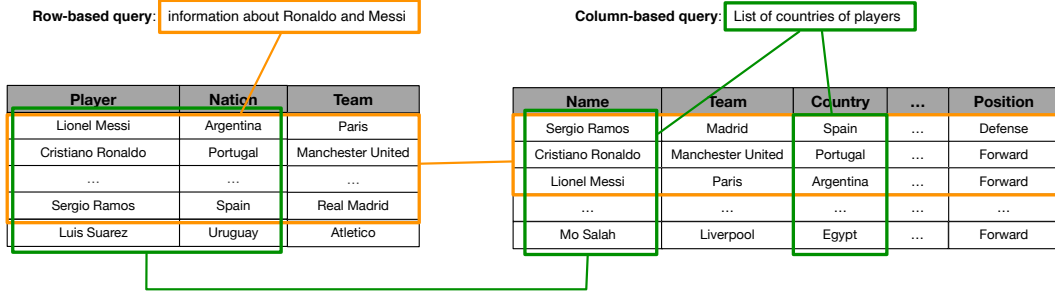 Row-based query: information about Ronaldo and Messi
Column-based query: List of countries of players
Player Nation Team
Lionel Messi Argentina Paris
Cristiano Ronaldo Portugal Manchester United
... ... ...
Sergio Ramos Spain Real Madrid
Luis Suarez Uruguay Atletico
Name Team Country ... Position
Sergio Ramos Madrid Spain ... Defense
Cristiano Ronaldo Manchester United Portugal ... Forward
Lionel Messi Paris Argentina ... Forward
... ... ... ... ...
Mo Salah Liverpool Egypt ... Forward